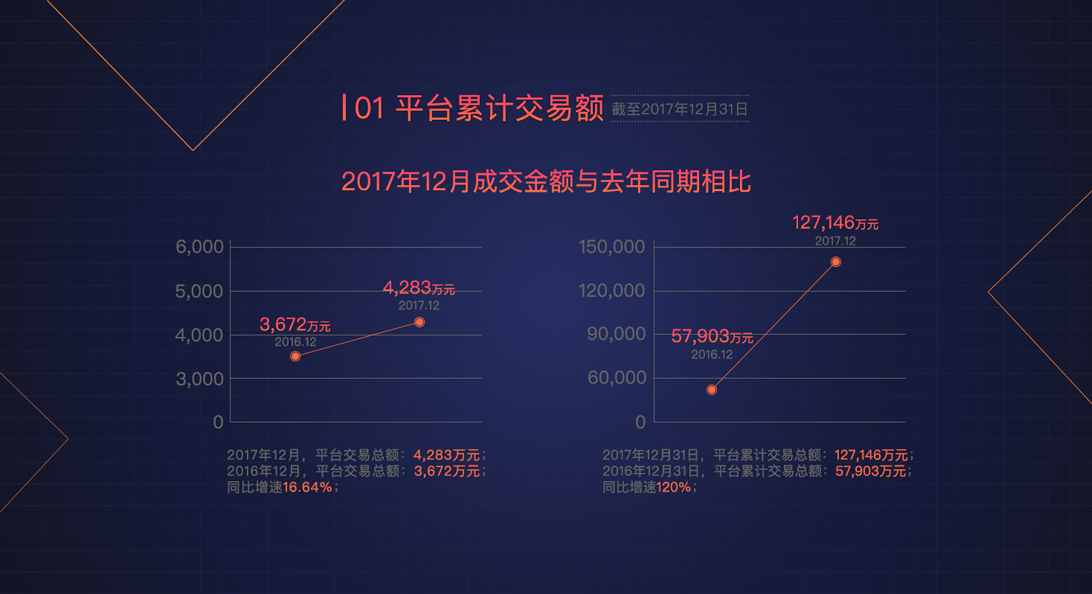 01 平台累计交易额 截至2017年12月31日
2017年12月成交金额与去年同期相比
6,000
5,000
4,000
3,000
0
3,672万元
2016.12
4,283万元
2017.12
2017年12月，平台交易总额：4,283万元；
2016年12月，平台交易总额：3,672万元；
同比增速16.64%；
150,000
120,000
90,000
60,000
0
57,903万元
2016.12
127,146万元
2017.12
2017年12月31日，平台累计交易总额：127,146万元；
2016年12月31日，平台累计交易总额：57,903万元；
同比增速120%；